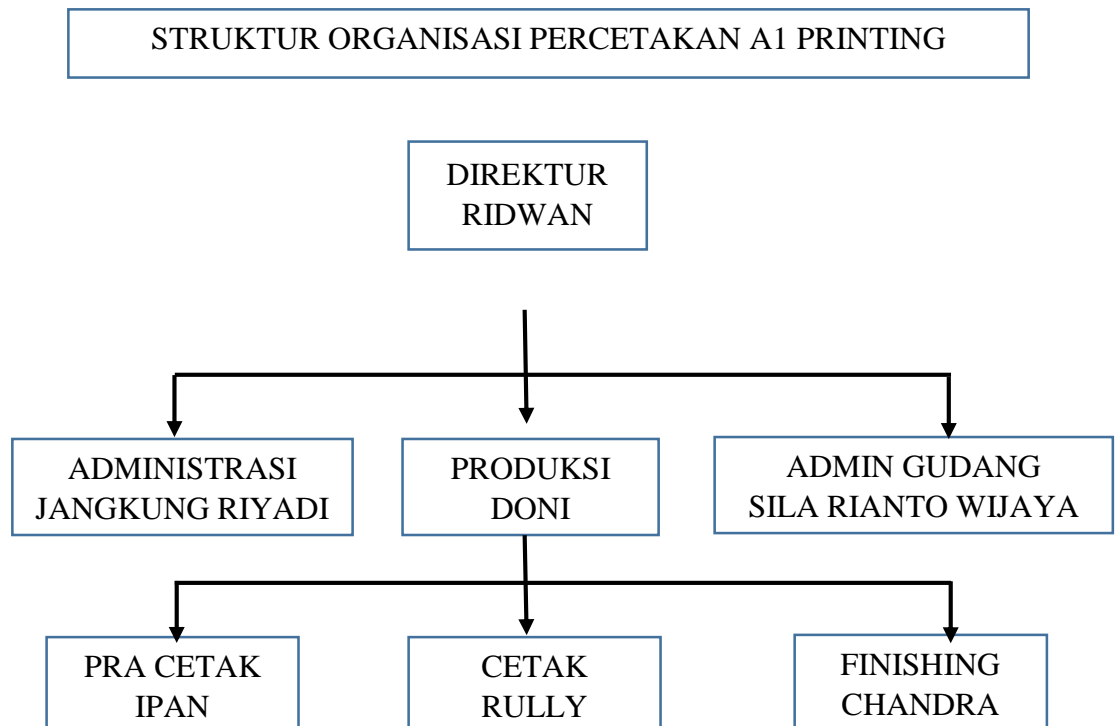 STRUKTUR ORGANISASI PERCETAKAN A1 PRINTING
DIREKTUR
RIDWAN
ADMINISTRASI
JANGKUNG RIYADI
PRODUKSI
DONI
ADMIN GUDANG
SILA RIANTO WIJAYA
PRA CETAK
IPAN
CETAK
RULLY
FINISHING
CHANDRA